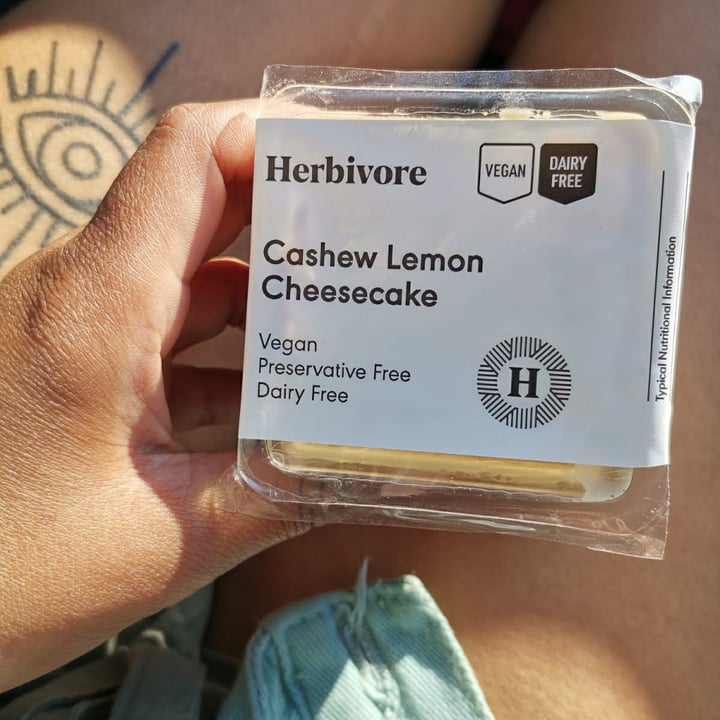 Herbivore
VEGAN
DAIRY
FREE
Cashew Lemon
Cheesecake
Vegan
Preservative Free
Dairy Free
H
Typical Nutritional Information